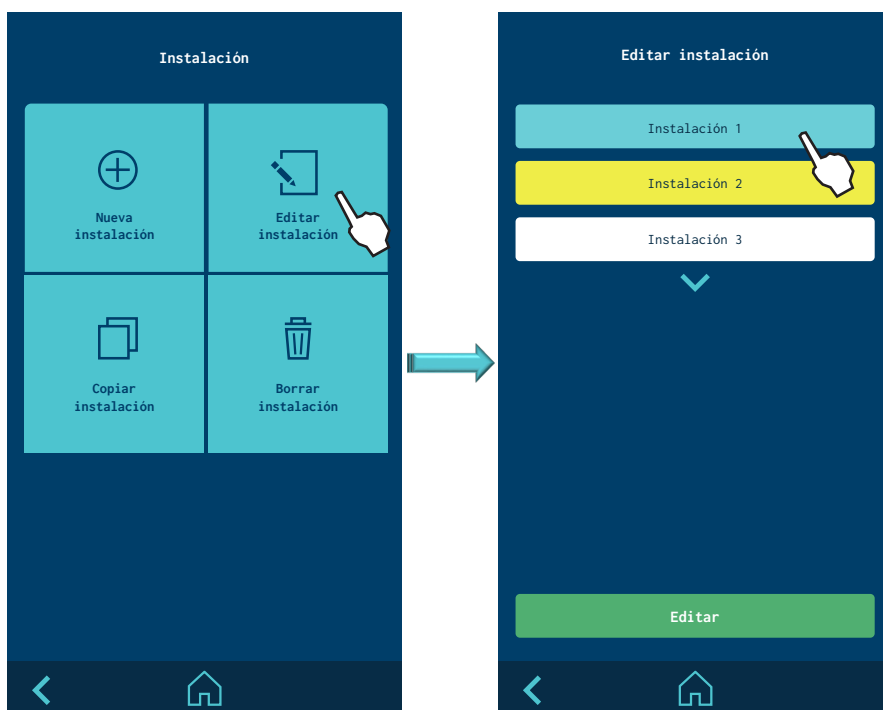 Instalación
Nueva
instalación
Editar
instalación
Copiar
instalación
Borrar
instalación
Editar instalación
Instalación 1
Instalación 2
Instalación 3
Editar